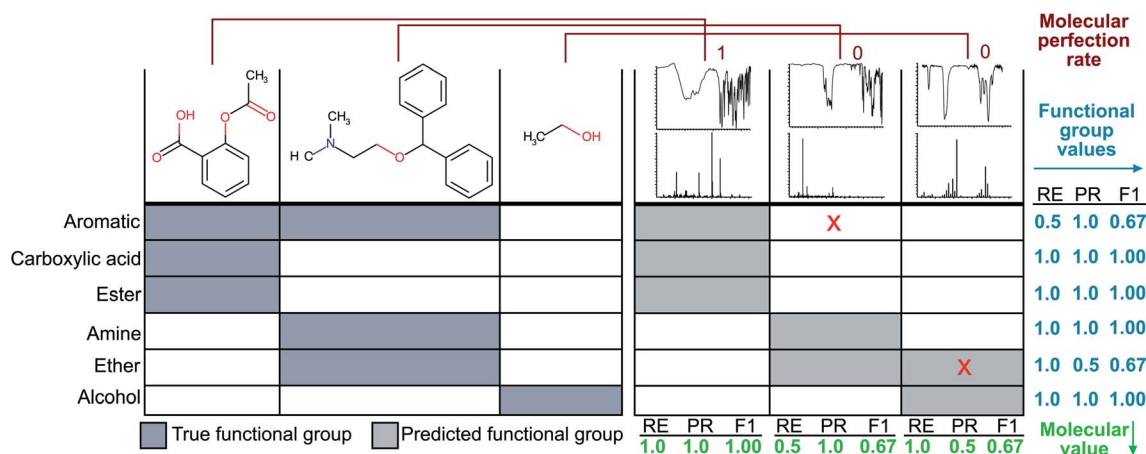 Molecular
perfection
rate
1
0
0
CH₃
OH
O
O
O
CH₃
N
H C
O
CH₃
OH
Functional
group
values
RE PR F1
Aromatic X 0.5 1.0 0.67
Carboxylic acid 1.0 1.0 1.00
Ester 1.0 1.0 1.00
Amine 1.0 1.0 1.00
Ether X 1.0 0.5 0.67
Alcohol 1.0 1.0 1.00
True functional group
Predicted functional group
RE PR F1 RE PR F1 RE PR F1
1.0 1.0 1.00 0.5 1.0 0.67 1.0 0.5 0.67
Molecular
value